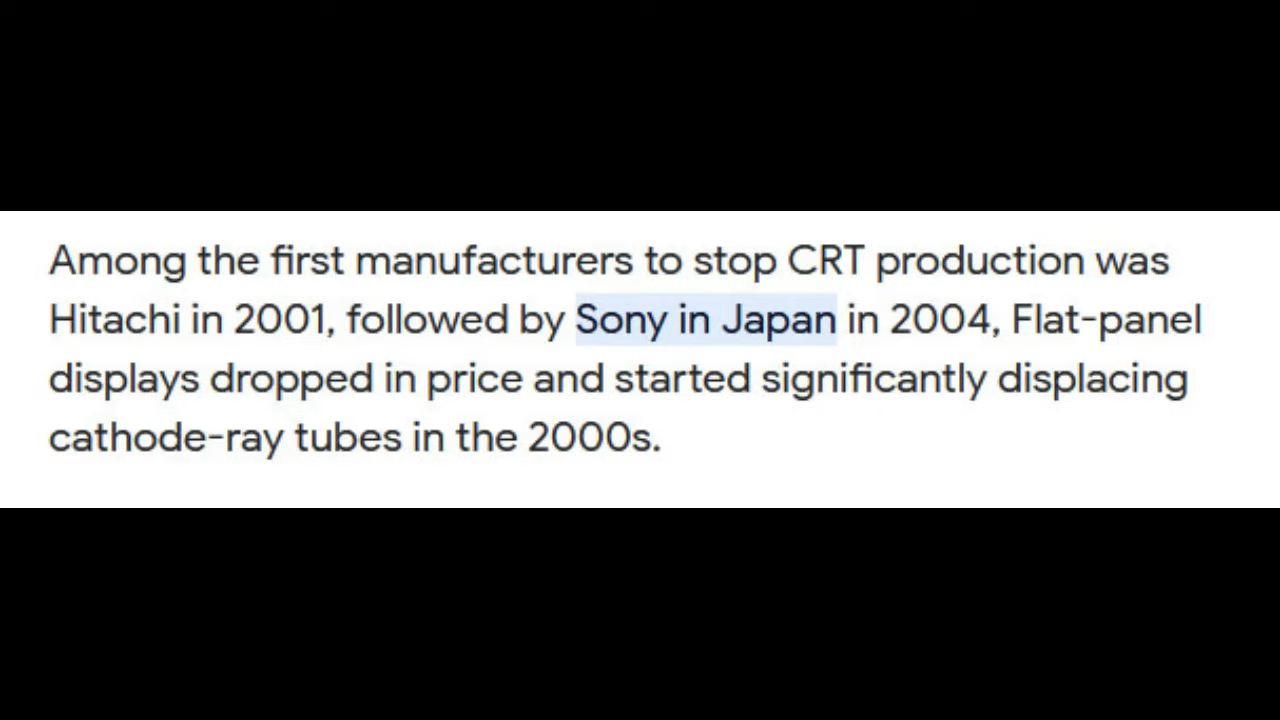 Among the first manufacturers to stop CRT production was
Hitachi in 2001, followed by Sony in Japan in 2004, Flat-panel
displays dropped in price and started significantly displacing
cathode-ray tubes in the 2000s.